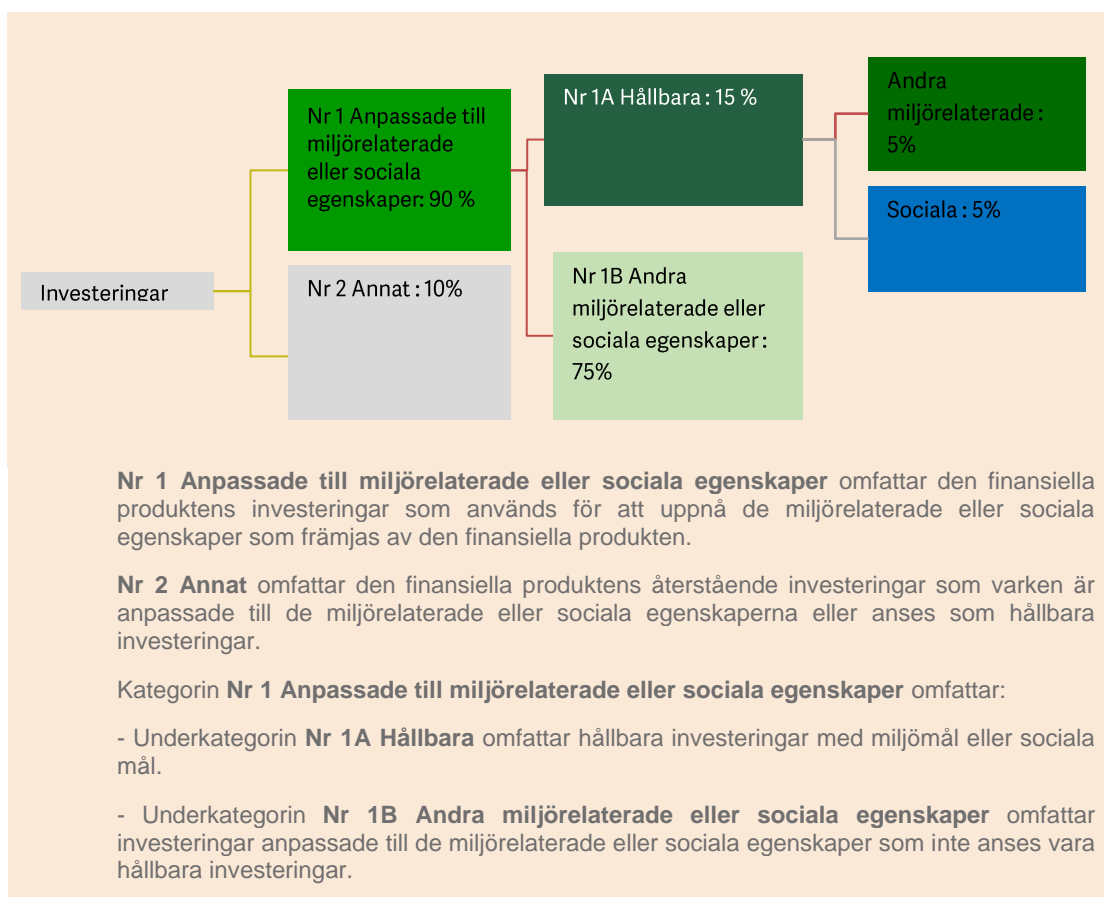 Nr 1 Anpassade till
miljörelaterade
eller sociala
egenskaper: 90 %
Nr 1A Hållbara : 15 %
Andra
miljörelaterade :
5%
Sociala : 5%
Investeringar
Nr 2 Annat : 10%
Nr 1B Andra
miljörelaterade eller
sociala egenskaper :
75%
Nr 1 Anpassade till miljörelaterade eller sociala egenskaper omfattar den finansiella
produktens investeringar som används för att uppnå de miljörelaterade eller sociala
egenskaper som främjas av den finansiella produkten.
Nr 2 Annat omfattar den finansiella produktens återstående investeringar som varken är
anpassade till de miljörelaterade eller sociala egenskaperna eller anses som hållbara
investeringar.
Kategorin Nr 1 Anpassade till miljörelaterade eller sociala egenskaper omfattar:
- Underkategorin Nr 1A Hållbara omfattar hållbara investeringar med miljömål eller sociala
mål.
- Underkategorin Nr 1B Andra miljörelaterade eller sociala egenskaper omfattar
investeringar anpassade till de miljörelaterade eller sociala egenskaper som inte anses vara
hållbara investeringar.